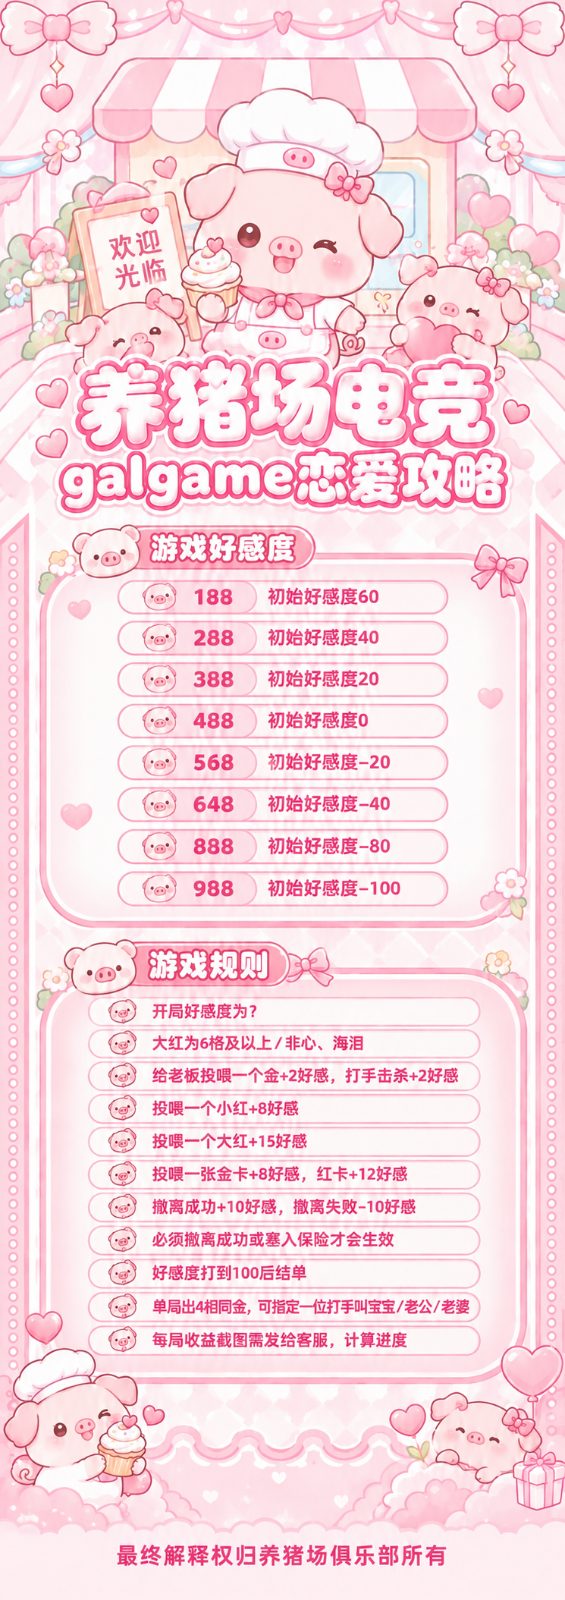 欢迎
光临
养猪场电竞
galgame恋爱攻略
游戏好感度
188 初始好感度60
288 初始好感度40
388 初始好感度20
488 初始好感度0
568 初始好感度-20
648 初始好感度-40
888 初始好感度-80
988 初始好感度-100
游戏规则
开局好感度为?
大红为6格及以上/非心、海泪
给老板投喂一个金+2好感，打手击杀+2好感
投喂一个小红+8好感
投喂一个大红+15好感
投喂一张金卡+8好感，红卡+12好感
撤离成功+10好感，撤离失败-10好感
必须撤离成功或塞入保险才会生效
好感度打到100后结单
单局出4相同金，可指定一位打手叫宝宝/老公/老婆
每局收益截图需发给客服，计算进度
最终解释权归养猪场俱乐部所有